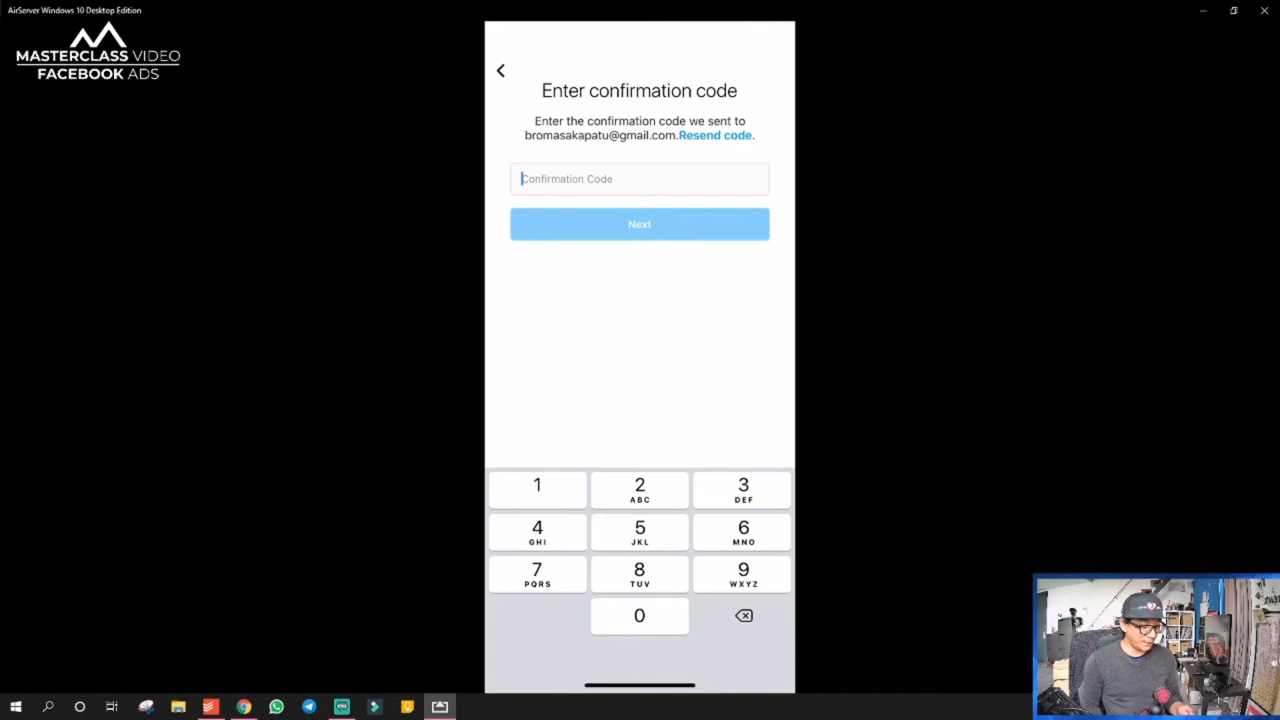 AirServer Windows 10 Desktop Edition
MASTERCLASS VIDEO
FACEBOOK ADS
Enter confirmation code
Enter the confirmation code we sent to
bromasakapatu@gmail.com.Resend code.
Confirmation Code
Next
1
2
ABC
3
DEF
4
GHI
5
JKL
6
MNO
7
PQRS
8
TUV
9
WXYZ
0